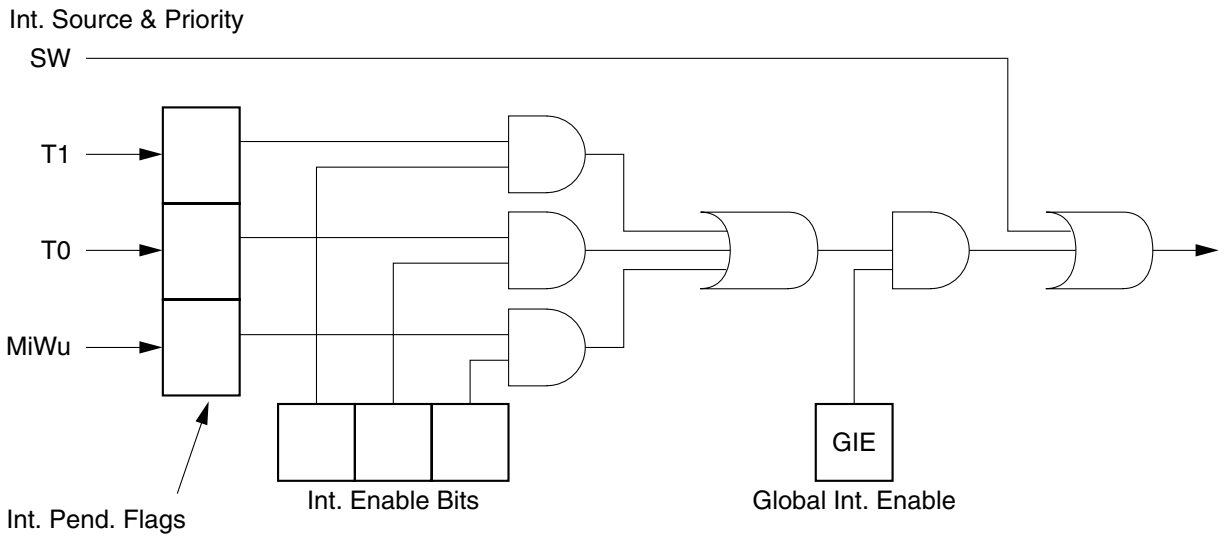 Int. Source & Priority
SW
T1
T0
MiWu
GIE
Int. Enable Bits
Global Int. Enable
Int. Pend. Flags